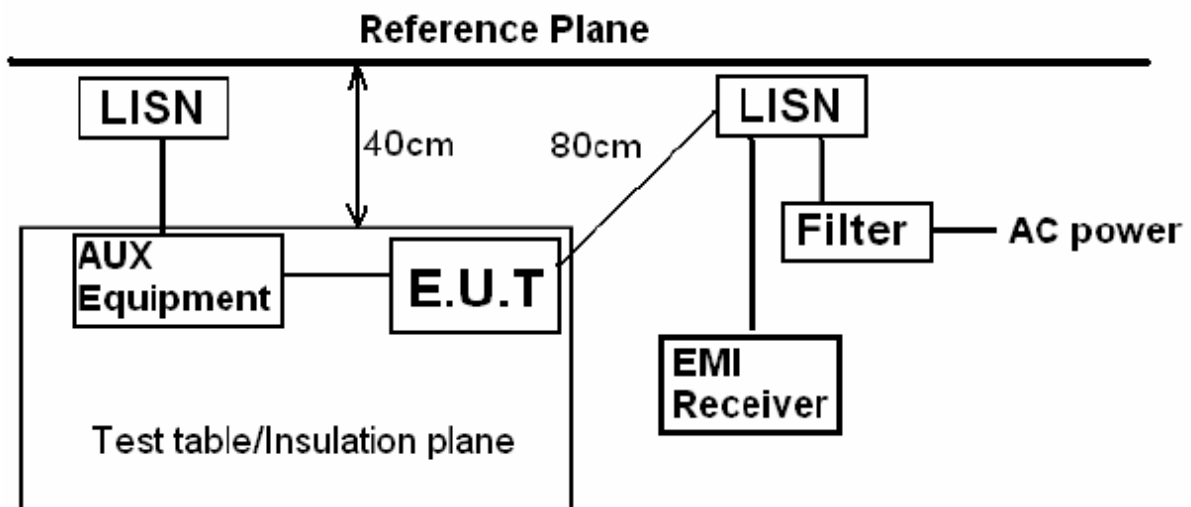 Reference Plane
LISN
LISN
40cm
80cm
Filter
AC power
AUX
Equipment
E.U.T
EMI
Receiver
Test table/Insulation plane